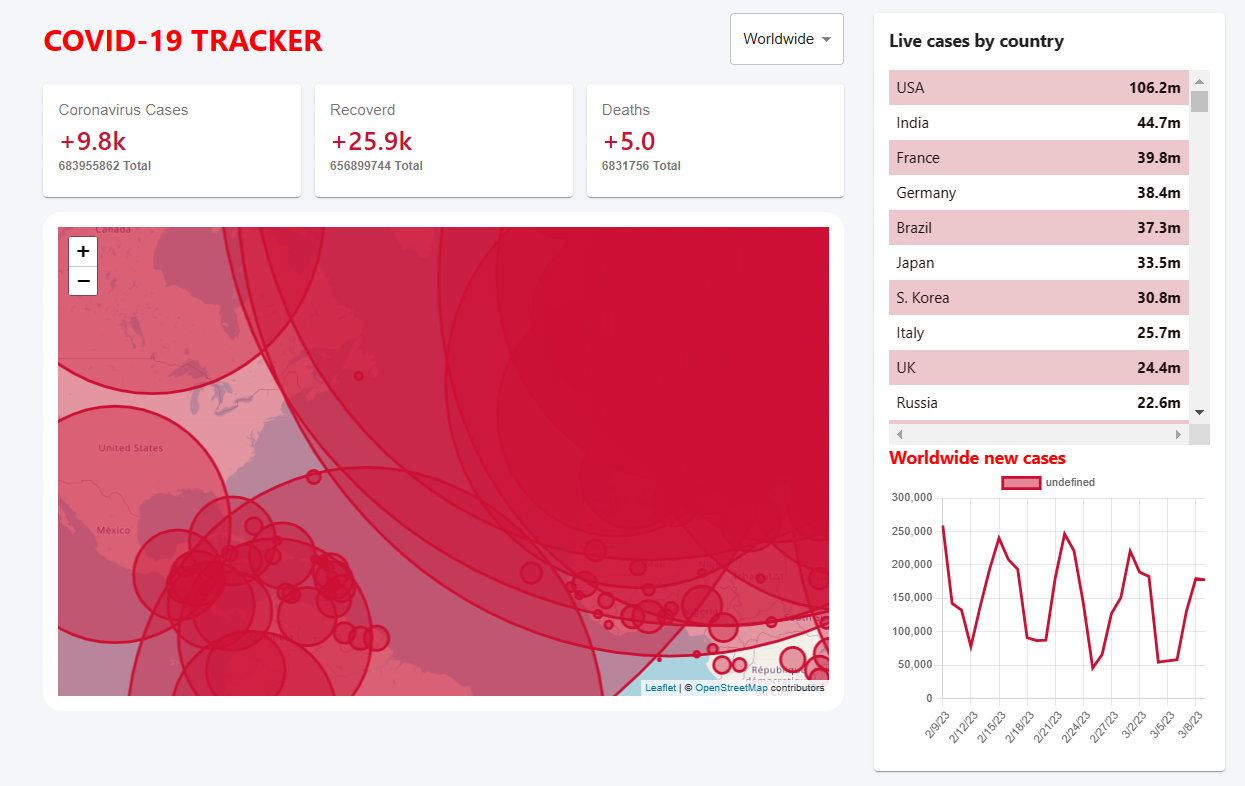 COVID-19 TRACKER
Worldwide
Coronavirus Cases
+9.8k
683955862 Total
Recoverd
+25.9k
656899744 Total
Deaths
+5.0
6831756 Total
+
−
Canada
United States
México
République
démocratique
Leaflet | © OpenStreetMap contributors
Live cases by country
USA 106.2m
India 44.7m
France 39.8m
Germany 38.4m
Brazil 37.3m
Japan 33.5m
S. Korea 30.8m
Italy 25.7m
UK 24.4m
Russia 22.6m
Worldwide new cases
undefined
300,000
250,000
200,000
150,000
100,000
50,000
0
2/9/23
2/12/23
2/15/23
2/18/23
2/21/23
2/24/23
2/27/23
3/2/23
3/5/23
3/8/23